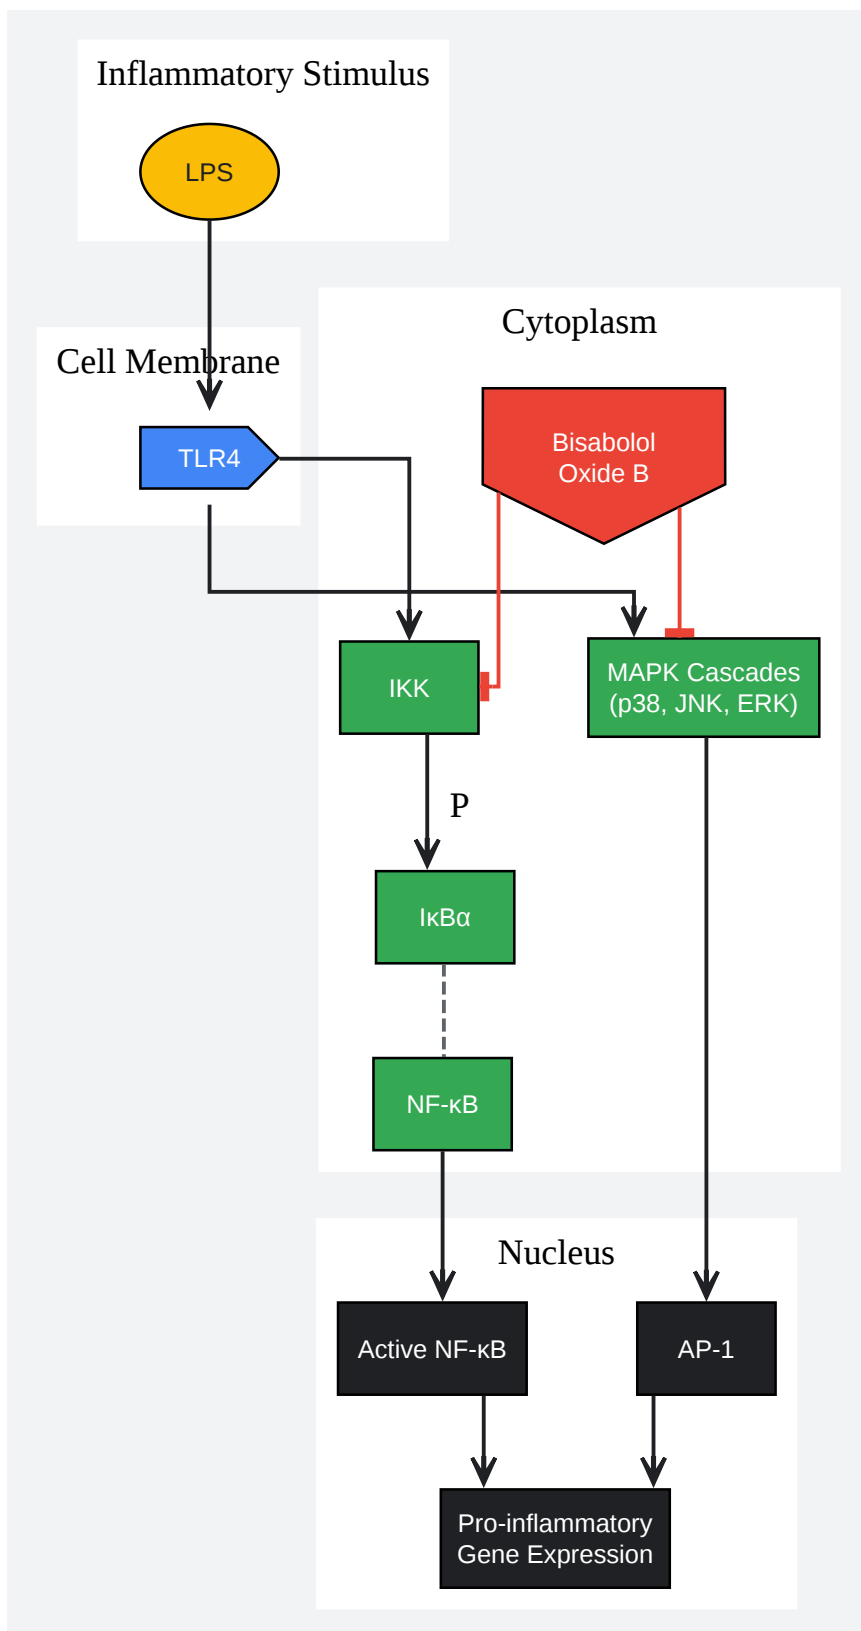 Inflammatory Stimulus
LPS
Cell Membrane
TLR4
Cytoplasm
Bisabolol
Oxide B
IKK
MAPK Cascades
(p38, JNK, ERK)
P
IκBα
NF-κB
Nucleus
Active NF-κB
AP-1
Pro-inflammatory
Gene Expression